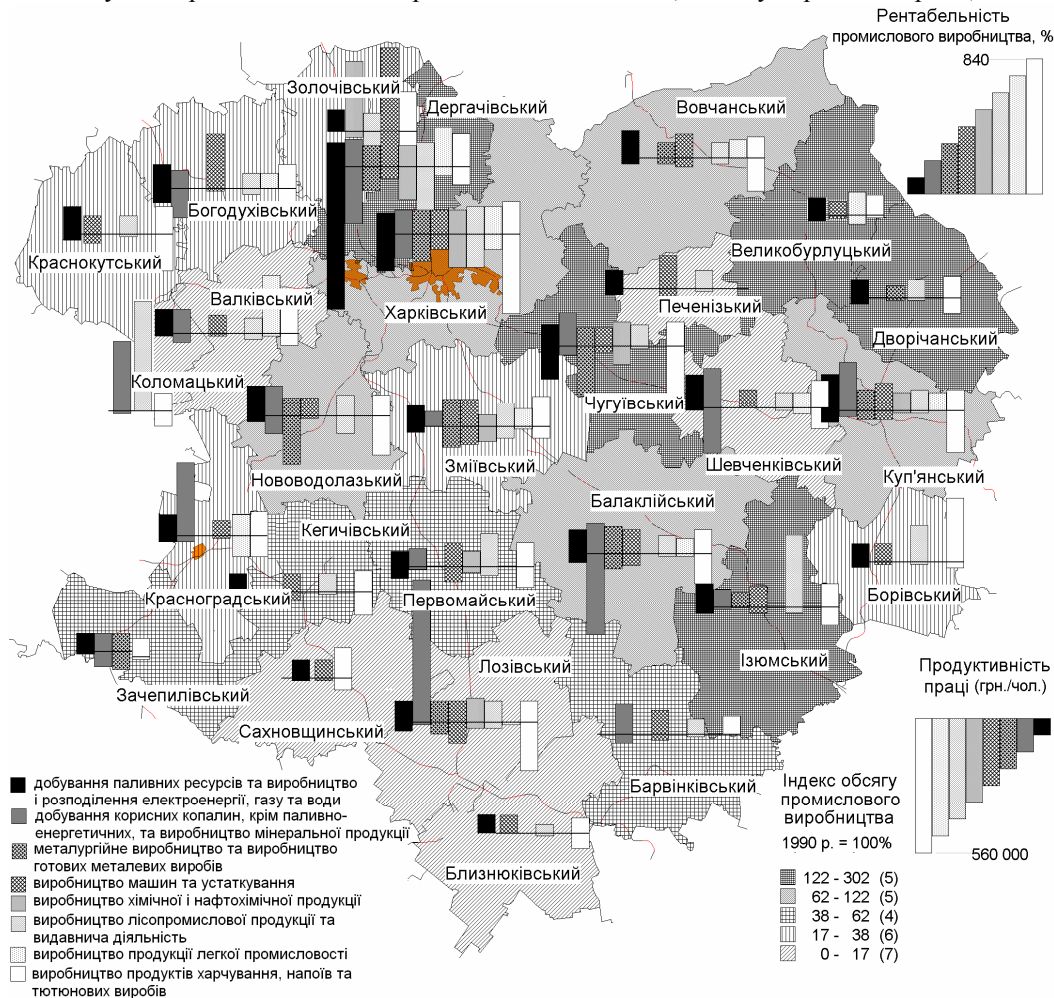 Рентабельність
промислового виробництва, %
840
Золочівський
Дергачівський
Вовчанський
Богодухівський
Краснокутський
Великобурлуцький
Валківський
Харківський
Печенізький
Дворічанський
Коломацький
Чугуївський
Нововодолазький
Зміївський
Шевченківський
Куп'янський
Балаклійський
Кегичівський
Красноградський
Первомайський
Борівський
Зачепилівський
Лозівський
Ізюмський
Сахновщинський
Барвінківський
Близнюківський
Продуктивність
праці (грн./чол.)
560 000
добування паливних ресурсів та виробництво
і розподілення електроенергії, газу та води
добування корисних копалин, крім паливно-
енергетичних, та виробництво мінеральної продукції
металургійне виробництво та виробництво
готових металевих виробів
виробництво машин та устаткування
виробництво хімічної і нафтохімічної продукції
виробництво лісопромислової продукції та
видавнича діяльність
виробництво продукції легкої промисловості
виробництво продуктів харчування, напоїв та
тютюнових виробів
Індекс обсягу
промислового
виробництва
1990 р. = 100%
122 - 302 (5)
62 - 122 (5)
38 - 62 (4)
17 - 38 (6)
0 - 17 (7)